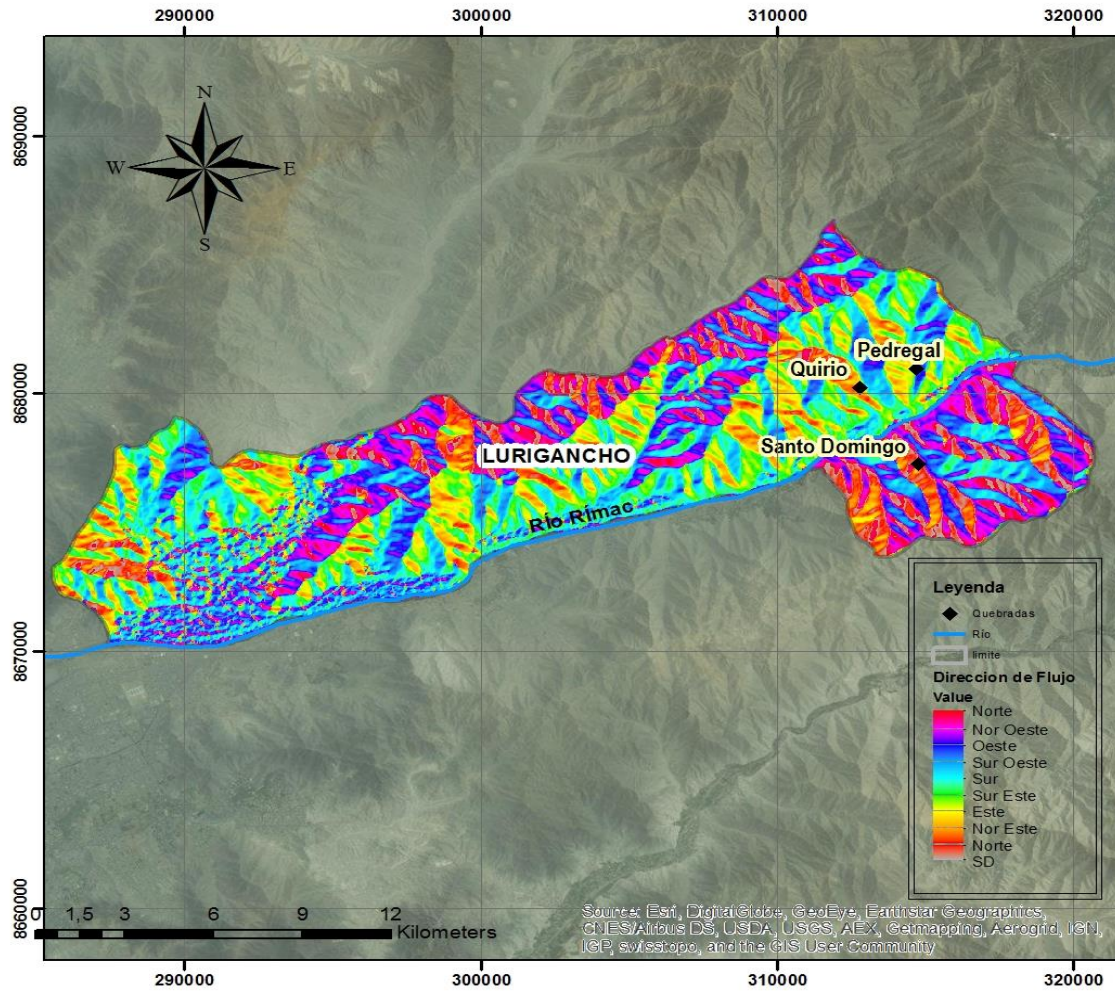 290000 300000 310000 320000
8690000
8680000
8670000
8660000
N
W E
S
Pedregal
Quirio
Santo Domingo
LURIGANCHO
Río Rímac
Leyenda
Quebradas
Río
limite
Direccion de Flujo
Value
Norte
Nor Oeste
Oeste
Sur Oeste
Sur
Sur Este
Este
Nor Este
Norte
SD
0 1,5 3 6 9 12
Kilometers
Source: Esri, DigitalGlobe, GeoEye, Earthstar Geographics,
CNES/Airbus DS, USDA, USGS, AEX, Getmapping, Aerogrid, IGN,
IGP, swisstopo, and the GIS User Community
290000 300000 310000 320000